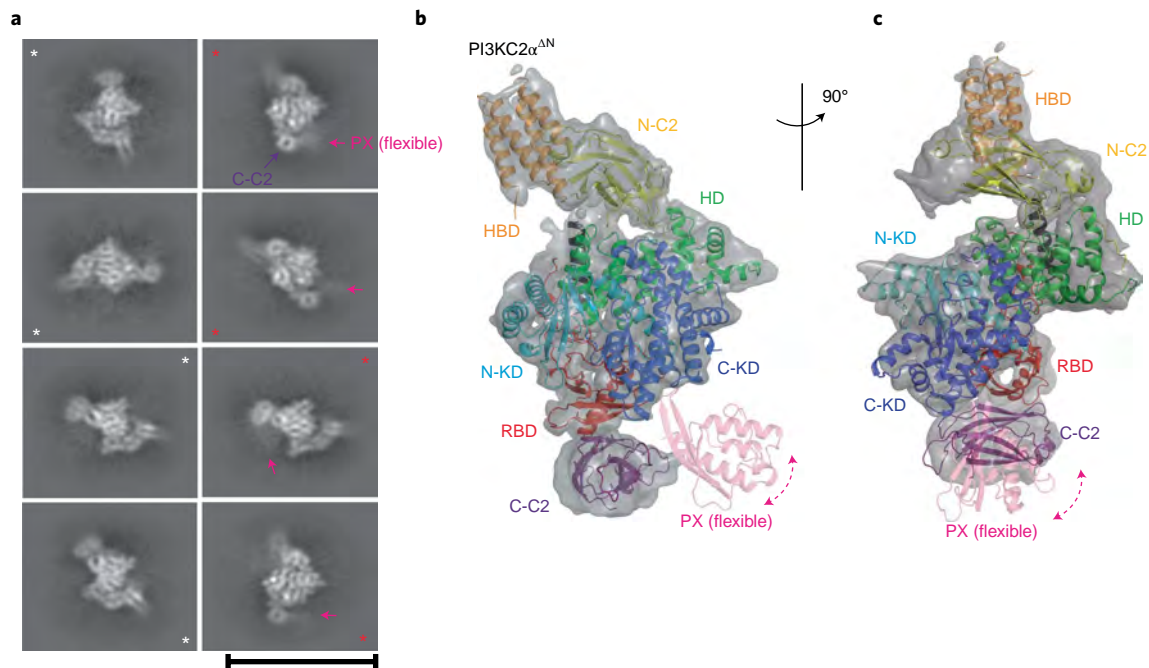 a
*
*
PX (flexible)
C-C2
*
*
*
*
*
*
b
PI3KC2α^ΔN
N-C2
HBD
HD
N-KD
C-KD
RBD
C-C2
PX (flexible)
90°
c
HBD
N-C2
HD
N-KD
RBD
C-KD
C-C2
PX (flexible)